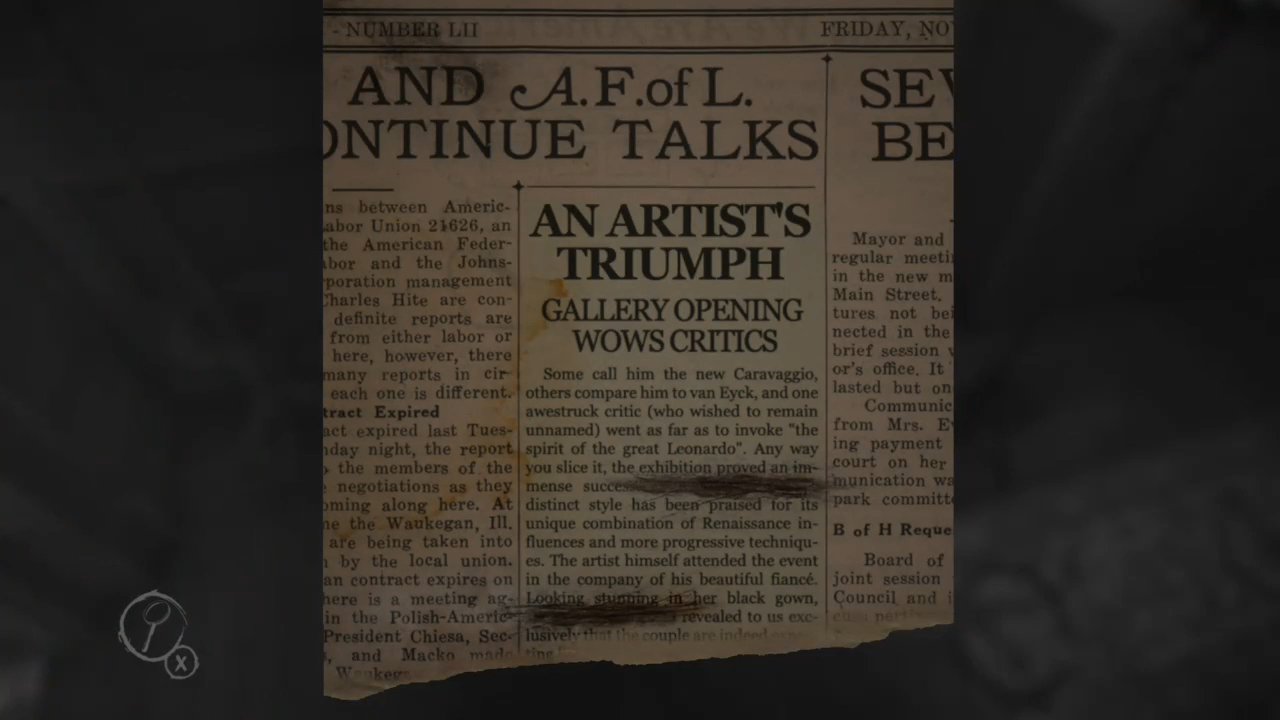 - NUMBER LII
FRIDAY, NO
AND A.F.of L.
ONTINUE TALKS
SEV
BE
ns between Americ-
abor Union 21626, an
the American Feder-
abor and the Johns-
poration management
Charles Hite are con-
definite reports are
from either labor or
here, however, there
many reports in cir-
each one is different.
tract Expired
act expired last Tues-
day night, the report
the members of the
negotiations as they
oming along here. At
the Waukegan, Ill.
are being taken into
by the local union.
an contract expires on
here is a meeting ag-
in the Polish-Americ-
President Chiesa, Sec-
, and Macko made
Waukega
AN ARTIST'S
TRIUMPH
GALLERY OPENING
WOWS CRITICS
Some call him the new Caravaggio,
others compare him to van Eyck, and one
awestruck critic (who wished to remain
unnamed) went as far as to invoke "the
spirit of the great Leonardo". Any way
you slice it, the exhibition proved an im-
mense succes
distinct style has been praised for its
unique combination of Renaissance in-
fluences and more progressive techniqu-
es. The artist himself attended the event
in the company of his beautiful fiancé.
Looking stunning in her black gown,
revealed to us exc-
lusively that the couple are indeed expec-
ting
Mayor and
regular meeti
in the new m
Main Street.
tures not bei
nected in the
brief session
or's office. It
lasted but on
Communic
from Mrs. Ev
ing payment
court on her
munication wa
park committe
B of H Reque
Board of
joint session
Council and i
cuss perti
X